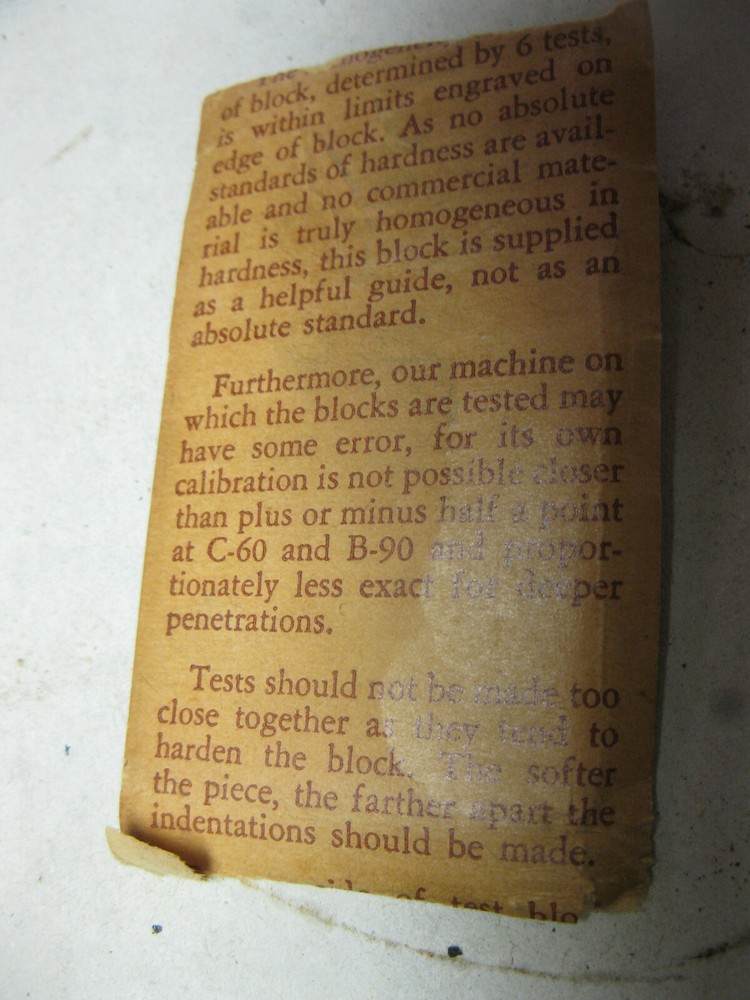 The
of block, determined by 6 tests,
is within limits engraved on
edge of block. As no absolute
standards of hardness are avail-
able and no commercial mate-
rial is truly homogeneous in
hardness, this block is supplied
as a helpful guide, not as an
absolute standard.
Furthermore, our machine on
which the blocks are tested may
have some error, for its own
calibration is not possible closer
than plus or minus half a point
at C-60 and B-90 and propor-
tionately less exact for deeper
penetrations.
Tests should not be made too
close together as they tend to
harden the block. The softer
the piece, the farther apart the
indentations should be made.
of test